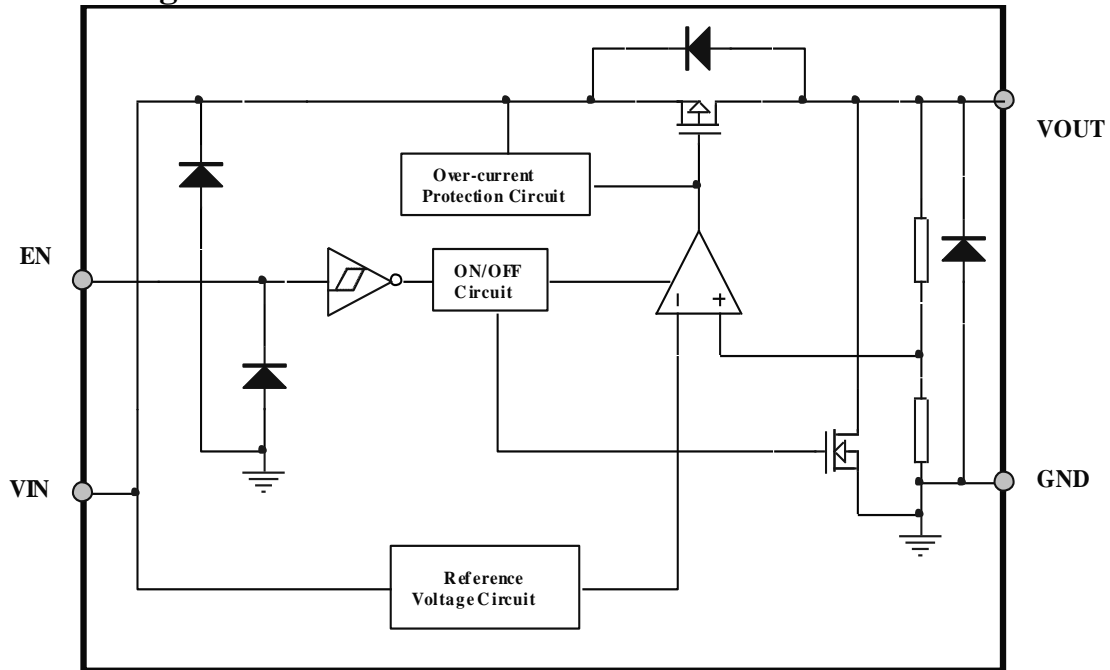 VOUT
Over-current
Protection Circuit
EN
ON/OFF
Circuit
- +
VIN
GND
Reference
Voltage Circuit